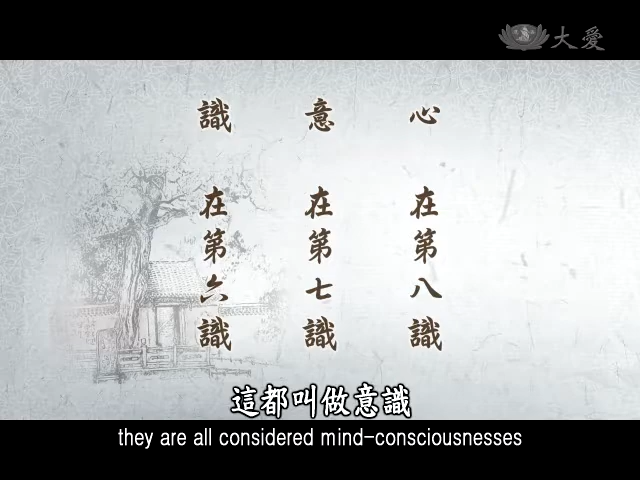 大愛
心 在第八識
意 在第七識
識 在第六識
這都叫做意識
they are all considered mind-consciousnesses